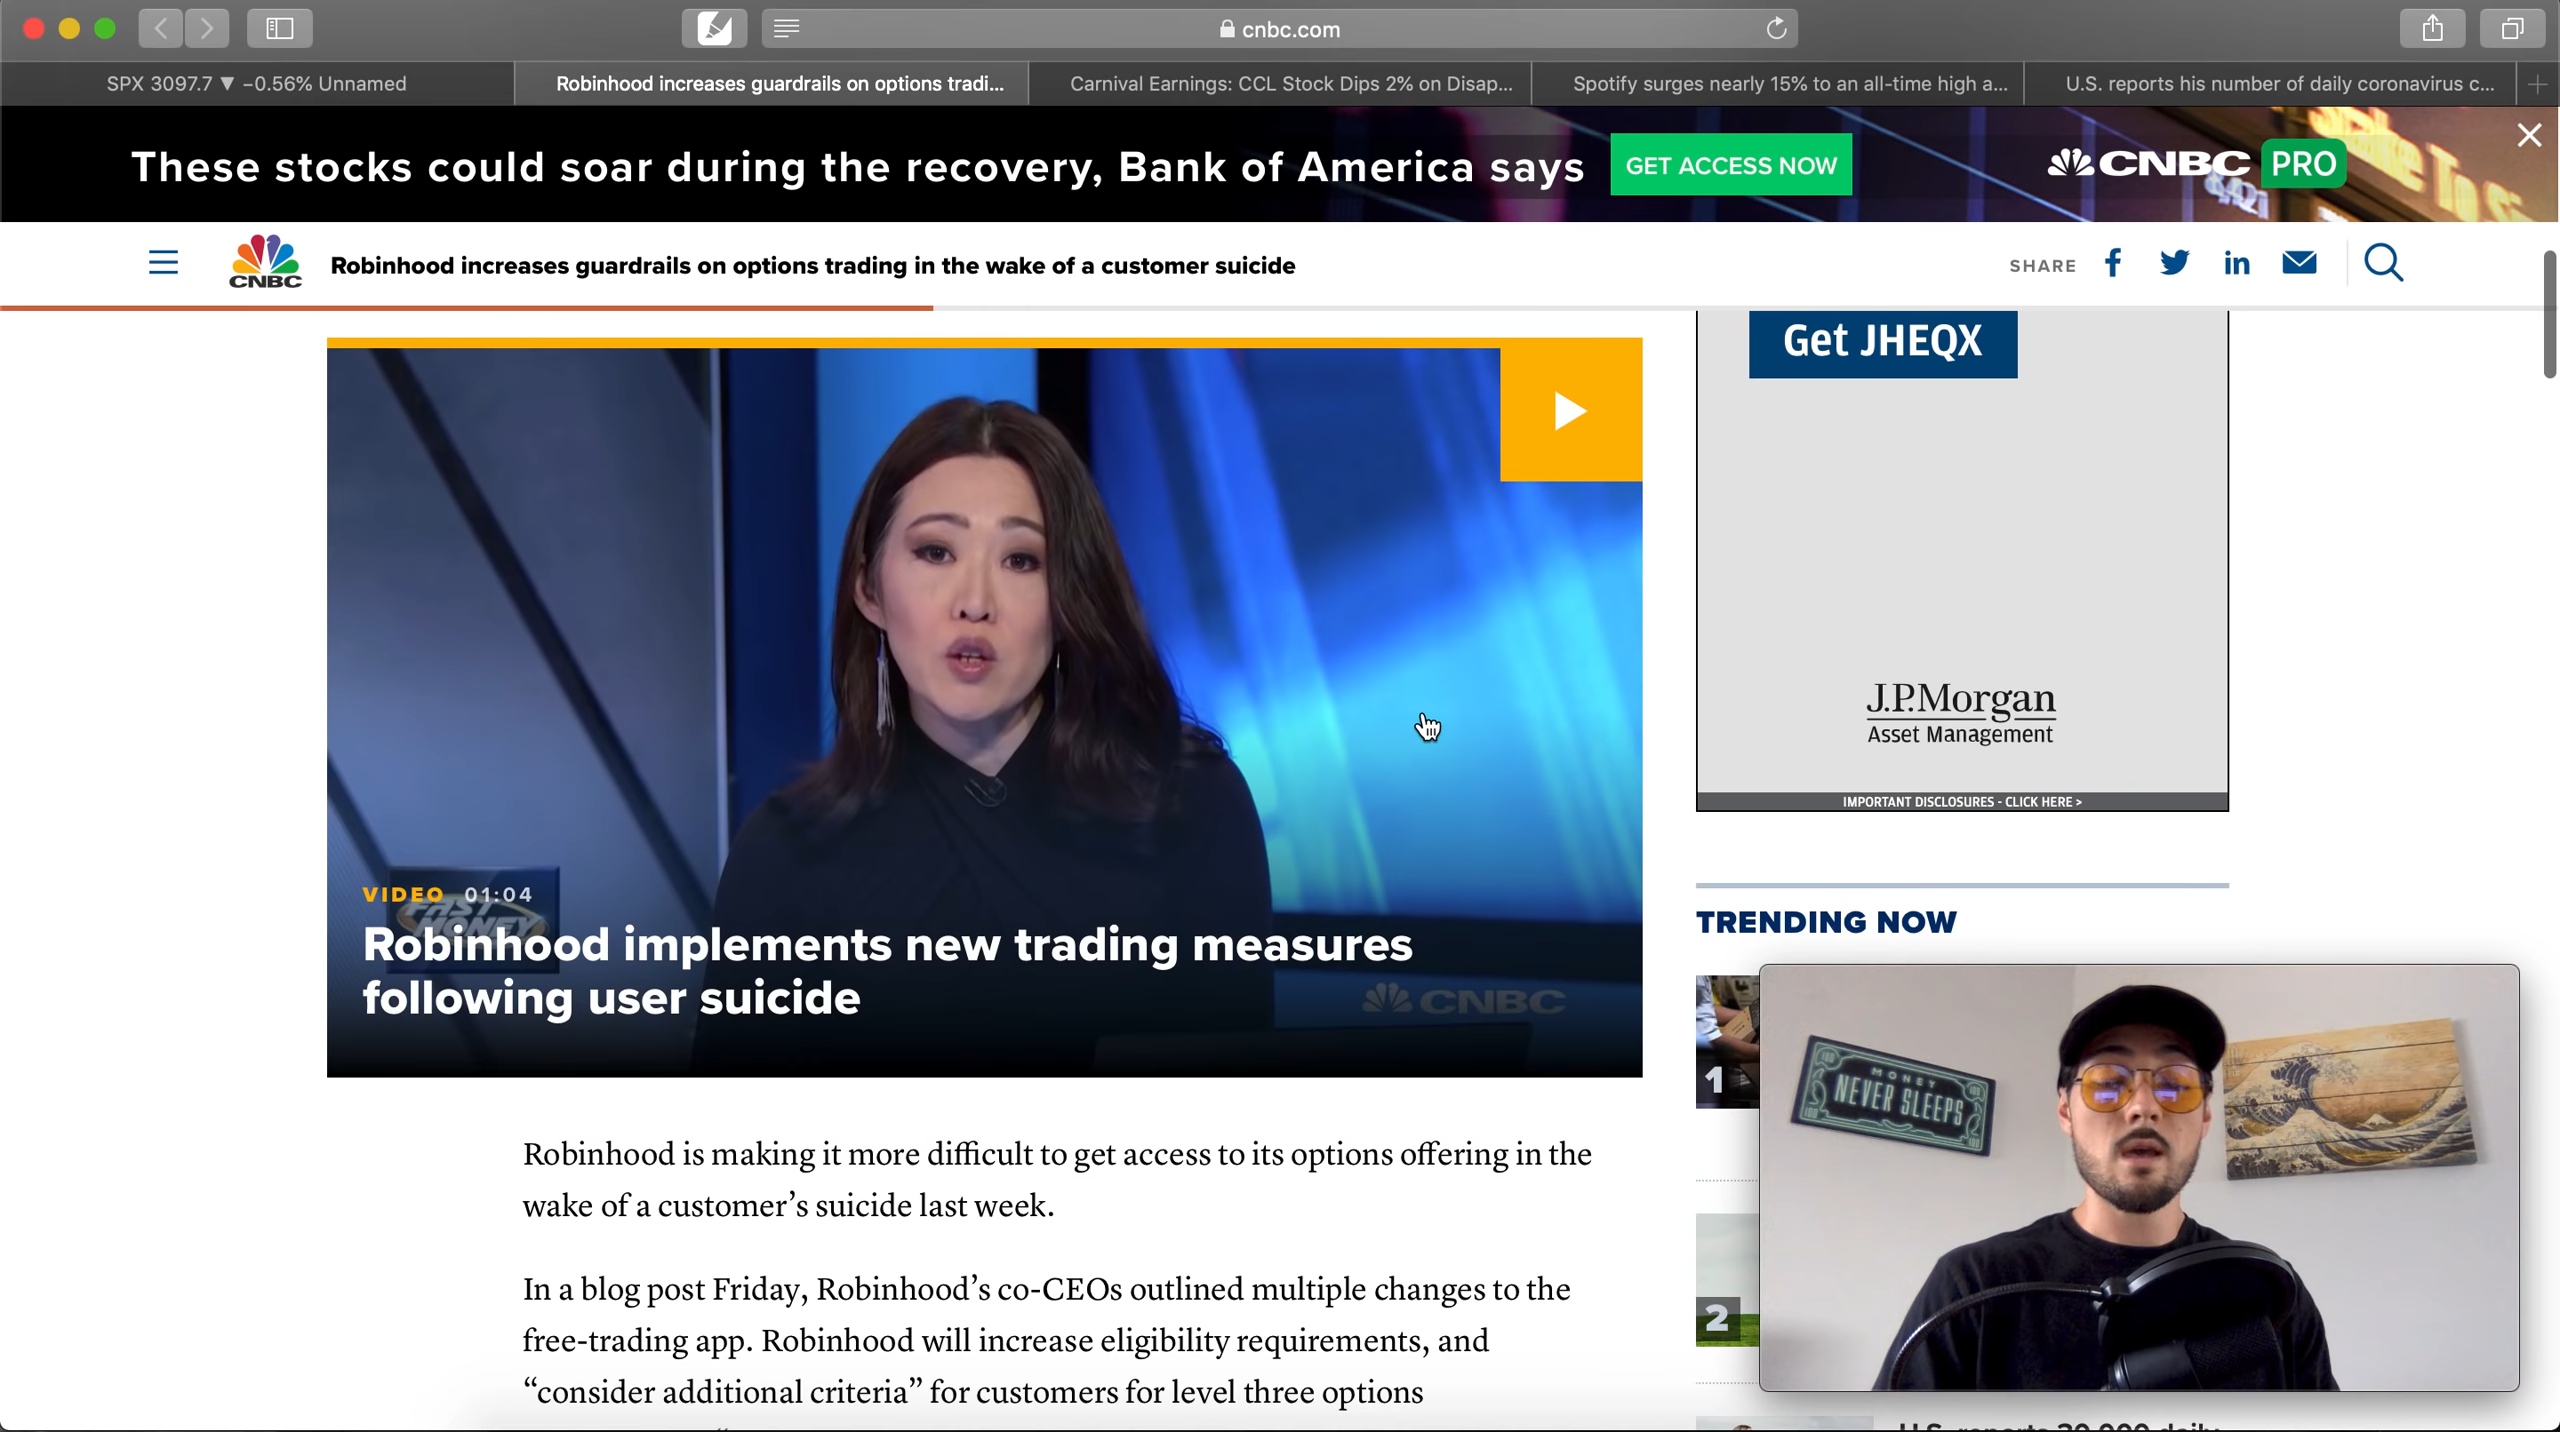 cnbc.com
SPX 3097.7 ▼ −0.56% Unnamed
Robinhood increases guardrails on options tradi...
Carnival Earnings: CCL Stock Dips 2% on Disap...
Spotify surges nearly 15% to an all-time high a...
U.S. reports his number of daily coronavirus c...
These stocks could soar during the recovery, Bank of America says
GET ACCESS NOW
CNBC PRO
CNBC
Robinhood increases guardrails on options trading in the wake of a customer suicide
SHARE
Get JHEQX
J.P.Morgan
Asset Management
IMPORTANT DISCLOSURES - CLICK HERE >
VIDEO 01:04
FAST
MONEY
Robinhood implements new trading measures
following user suicide
CNBC
TRENDING NOW
1
2
MONEY
NEVER SLEEPS
100
100
100
100
Robinhood is making it more difficult to get access to its options offering in the
wake of a customer’s suicide last week.
In a blog post Friday, Robinhood’s co-CEOs outlined multiple changes to the
free-trading app. Robinhood will increase eligibility requirements, and
“consider additional criteria” for customers for level three options